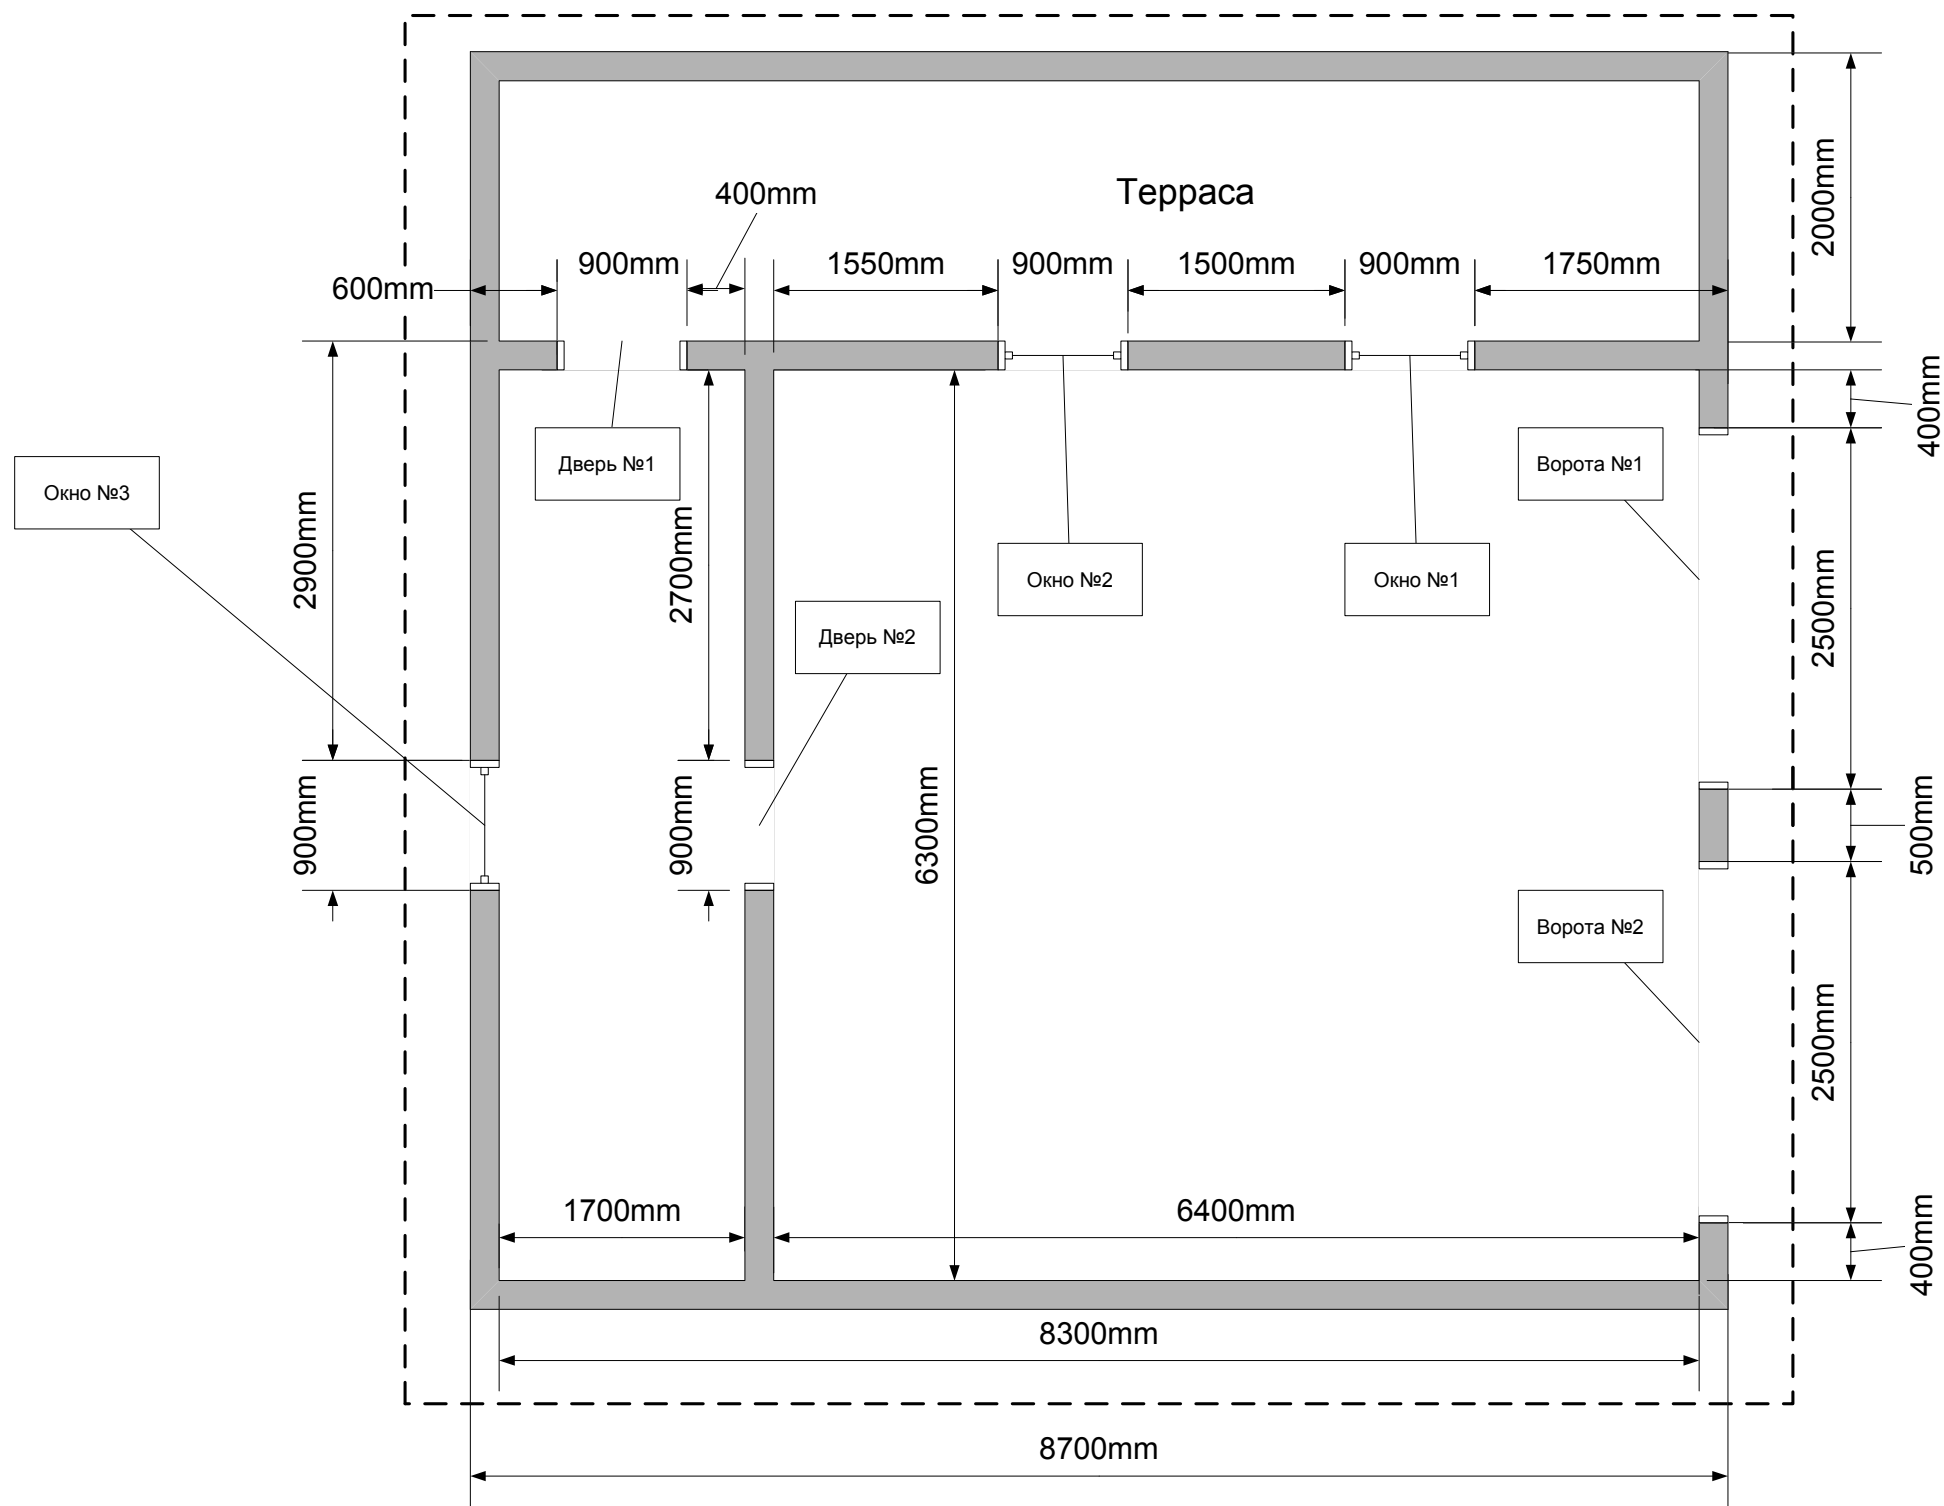 400mm
Терраса
2000mm
600mm
900mm
1550mm
900mm
1500mm
900mm
1750mm
400mm
Окно №3
Дверь №1
Ворота №1
2900mm
2700mm
Окно №2
Окно №1
2500mm
Дверь №2
900mm
900mm
6300mm
500mm
Ворота №2
2500mm
1700mm
6400mm
400mm
8300mm
8700mm